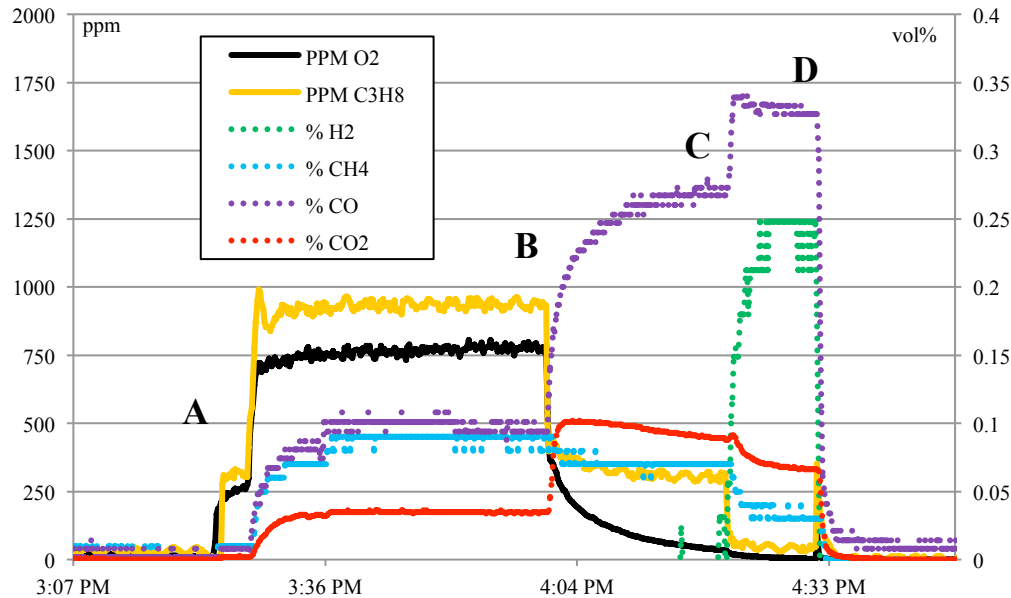 2000
1750
1500
1250
1000
750
500
250
0
ppm
vol%
0.4
0.35
0.3
0.25
0.2
0.15
0.1
0.05
0
PPM O2
PPM C3H8
% H2
% CH4
% CO
% CO2
A
B
C
D
3:07 PM
3:36 PM
4:04 PM
4:33 PM